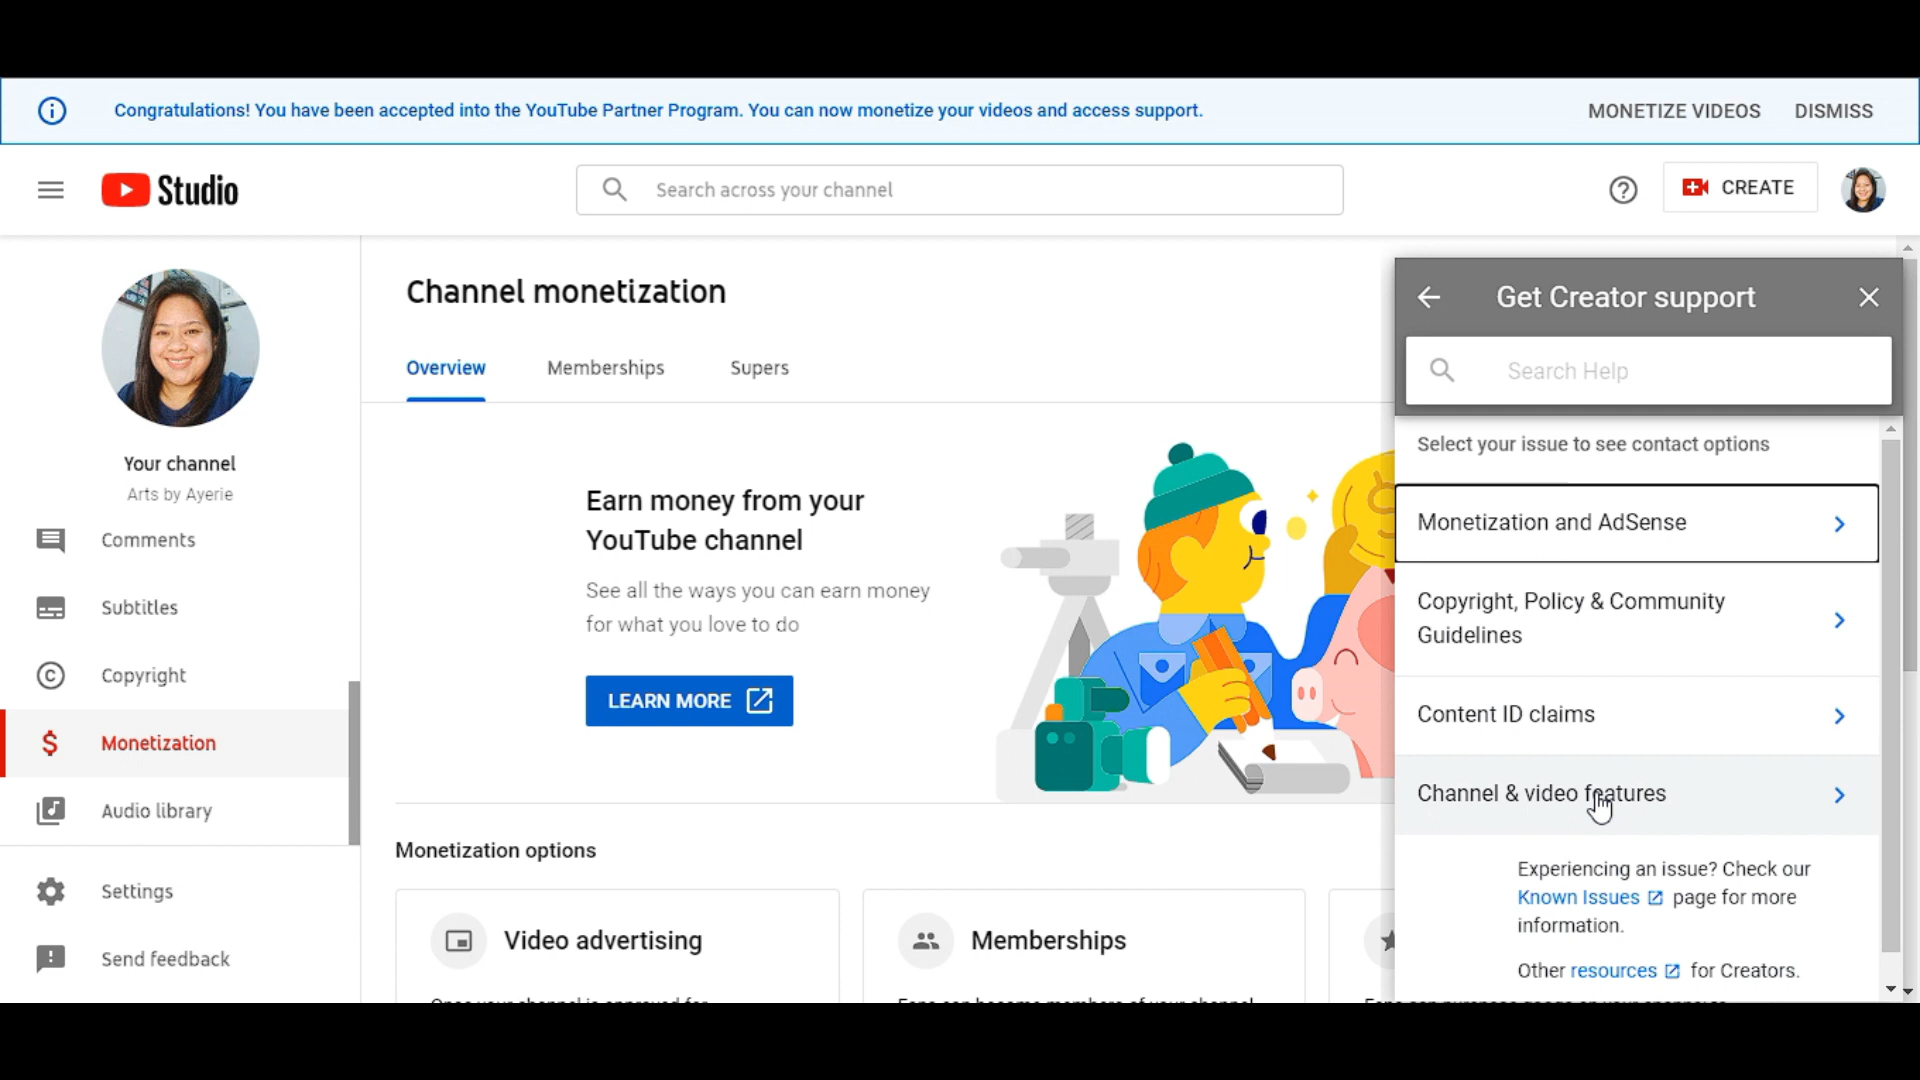 Congratulations! You have been accepted into the YouTube Partner Program. You can now monetize your videos and access support.
MONETIZE VIDEOS
DISMISS
Studio
Search across your channel
CREATE
Your channel
Arts by Ayerie
Comments
Subtitles
Copyright
Monetization
Audio library
Settings
Send feedback
Channel monetization
Overview
Memberships
Supers
Earn money from your
YouTube channel
See all the ways you can earn money
for what you love to do
LEARN MORE
Monetization options
Video advertising
Memberships
Get Creator support
Search Help
Select your issue to see contact options
Monetization and AdSense
Copyright, Policy & Community
Guidelines
Content ID claims
Channel & video features
Experiencing an issue? Check our
Known Issues page for more
information.
Other resources for Creators.